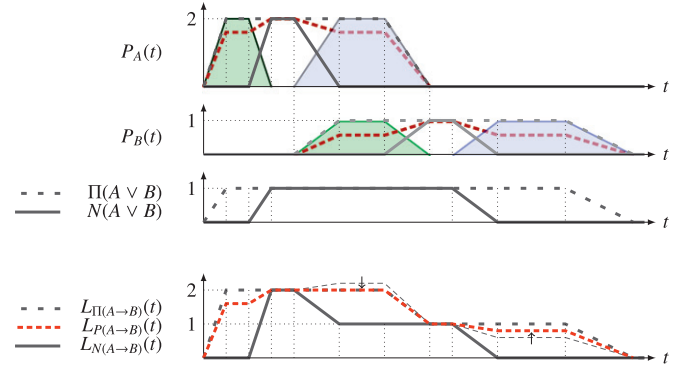 2
P_A(t)
t
1
P_B(t)
t
1
Π(A ∨ B)
N(A ∨ B)
t
2
L_Π(A→B)(t)
1
L_P(A→B)(t)
L_N(A→B)(t)
t